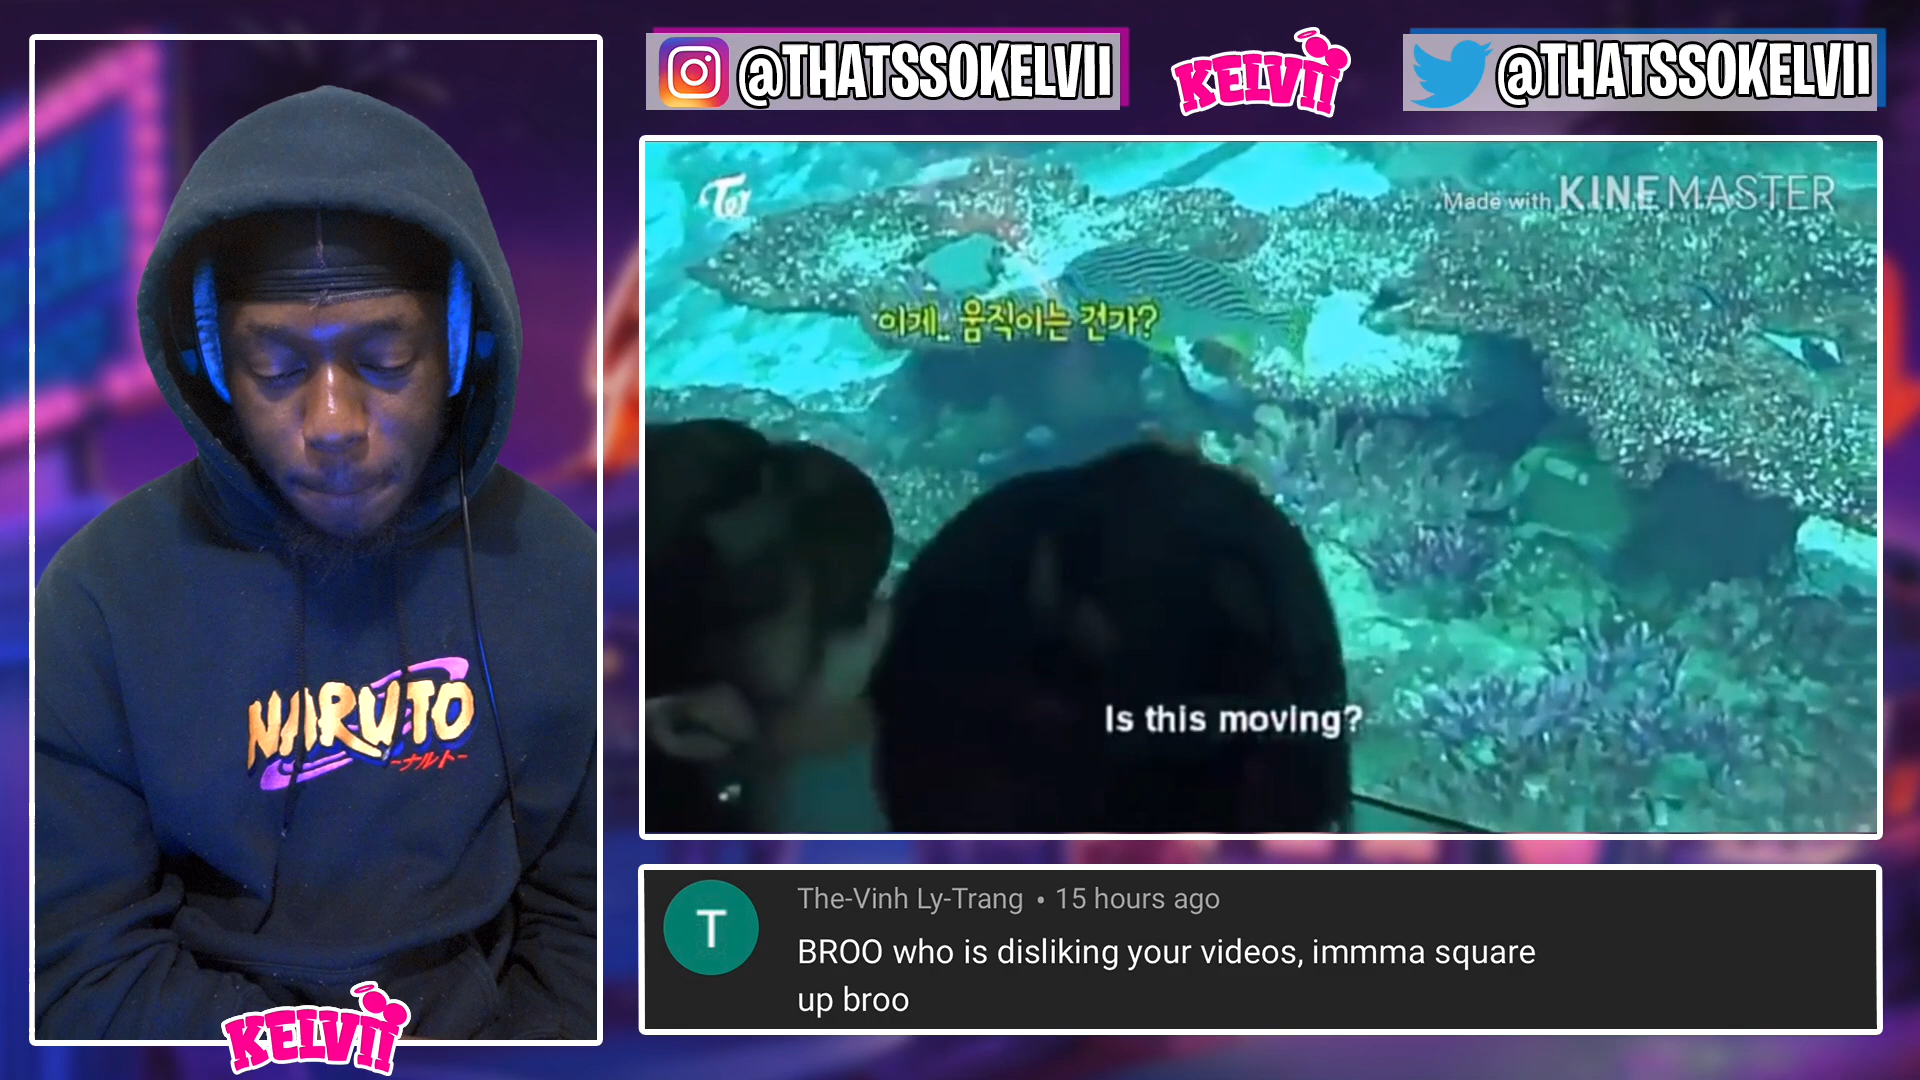 @THATSSOKELVII
KELVII
@THATSSOKELVII
Made with KINEMASTER
이게.. 움직이는 건가?
Is this moving?
NARUTO
-ナルト-
T
The-Vinh Ly-Trang • 15 hours ago
BROO who is disliking your videos, immma square
up broo
KELVII